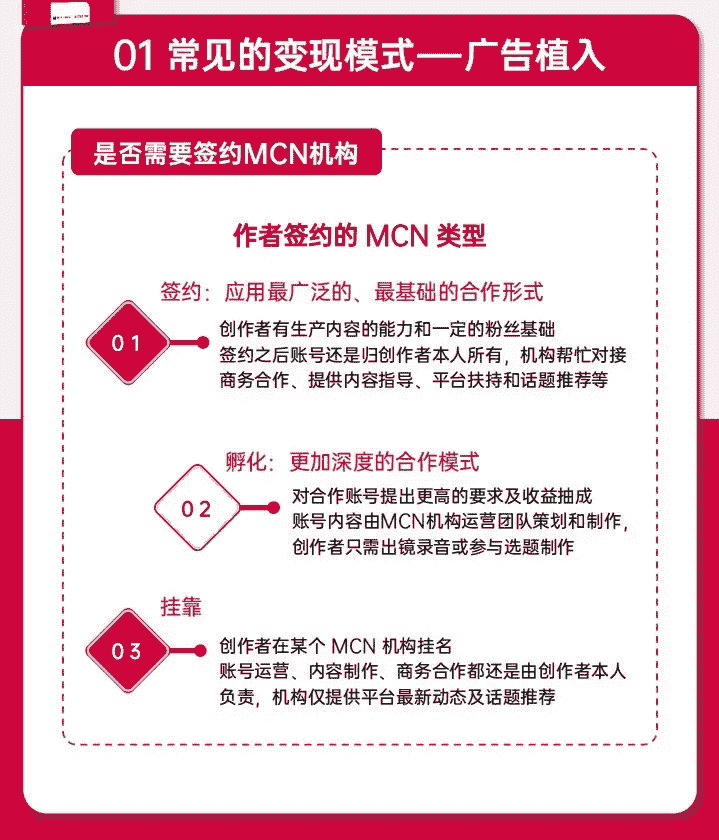 01 常见的变现模式——广告植入
是否需要签约MCN机构
作者签约的 MCN 类型
签约：应用最广泛的、最基础的合作形式
01
创作者有生产内容的能力和一定的粉丝基础
签约之后账号还是归创作者本人所有，机构帮忙对接
商务合作、提供内容指导、平台扶持和话题推荐等
孵化：更加深度的合作模式
02
对合作账号提出更高的要求及收益抽成
账号内容由MCN机构运营团队策划和制作，
创作者只需出镜录音或参与选题制作
挂靠
03
创作者在某个 MCN 机构挂名
账号运营、内容制作、商务合作都还是由创作者本人
负责，机构仅提供平台最新动态及话题推荐